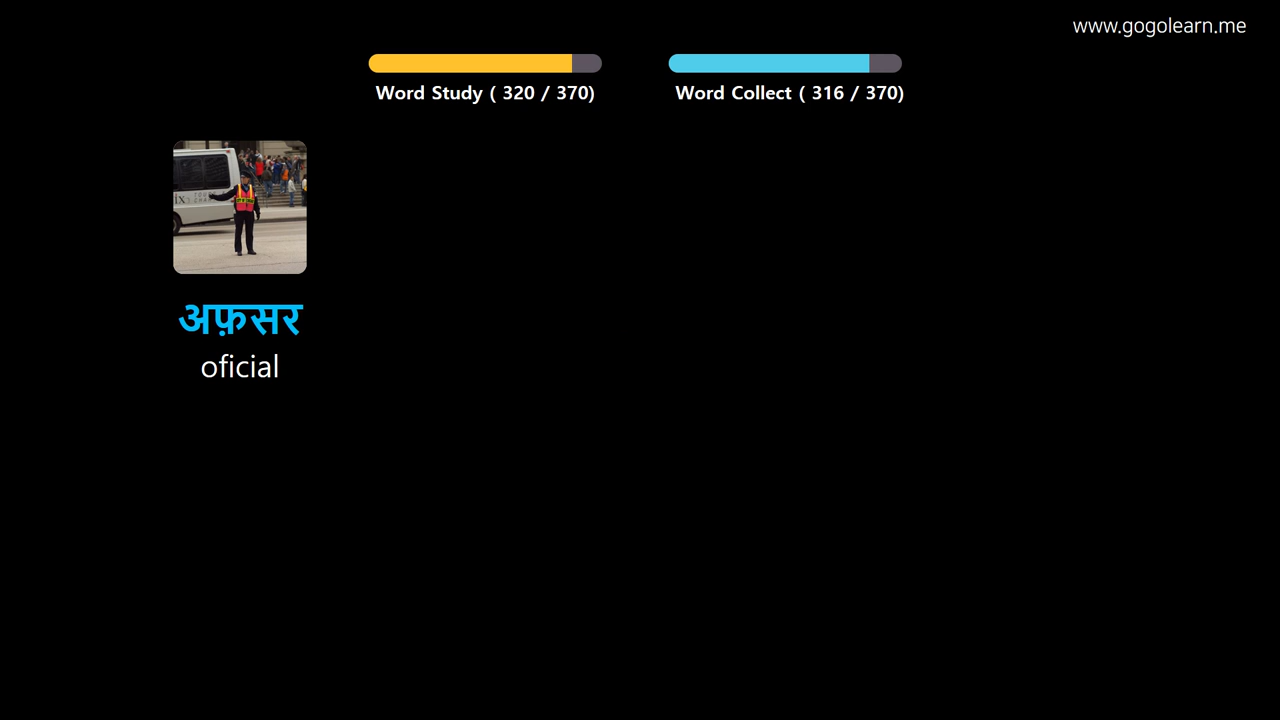 www.gogolearn.me
Word Study ( 320 / 370)
Word Collect ( 316 / 370)
अफ़सर
oficial